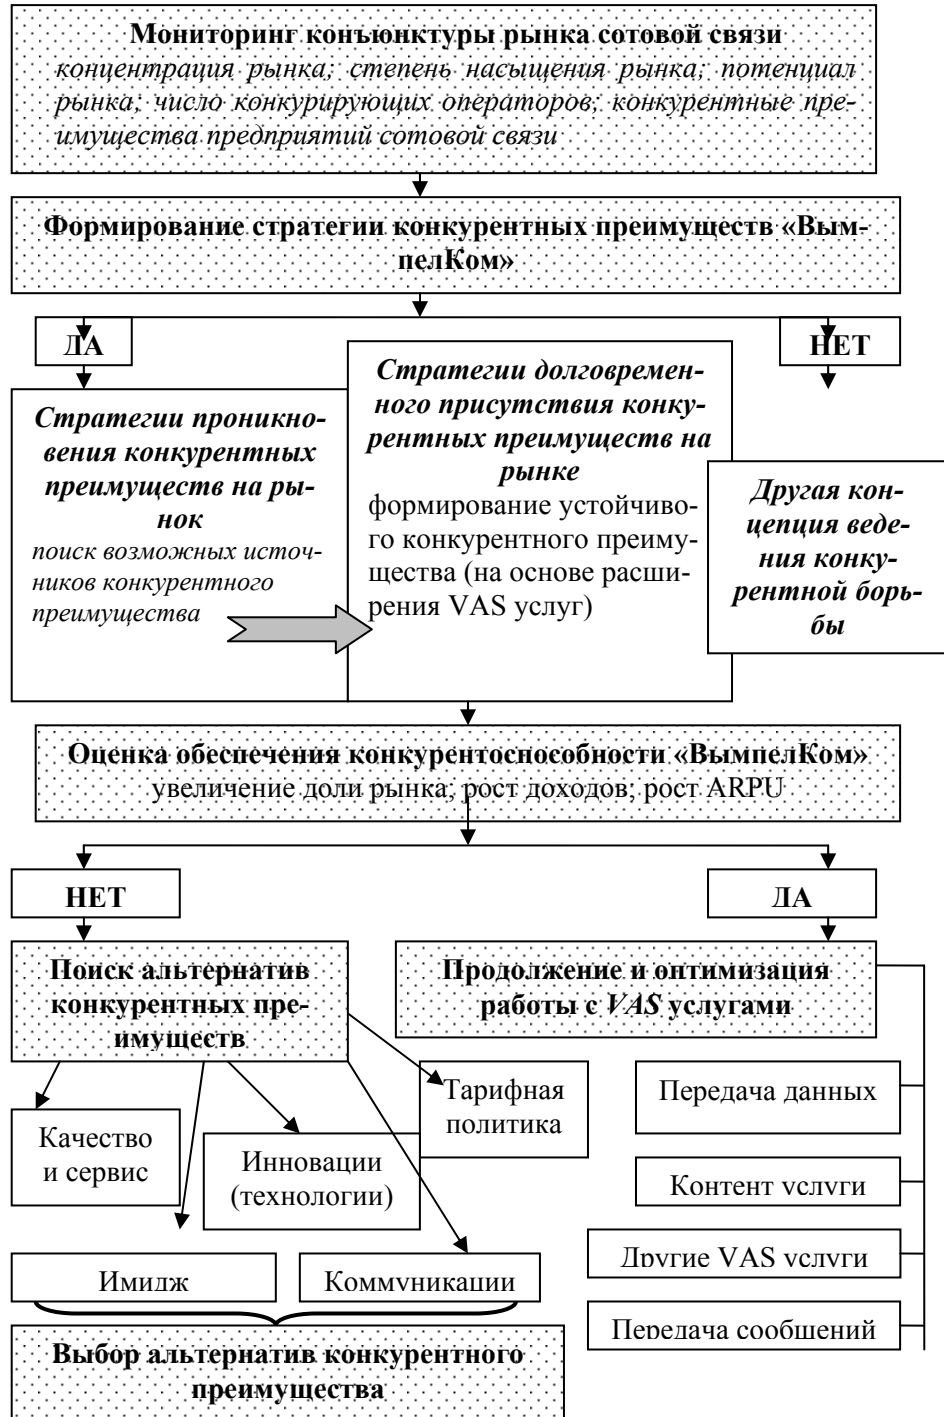 Мониторинг конъюнктуры рынка сотовой связи
концентрация рынка; степень насыщения рынка; потенциал
рынка; число конкурирующих операторов; конкурентные пре-
имущества предприятий сотовой связи
Формирование стратегии конкурентных преимуществ «Вым-
пелКом»
ДА
НЕТ
Стратегии проникно-
вения конкурентных
преимуществ на ры-
нок
поиск возможных источ-
ников конкурентного
преимущества
Стратегии долговремен-
ного присутствия конку-
рентных преимуществ на
рынке
формирование устойчиво-
го конкурентного преиму-
щества (на основе расши-
рения VAS услуг)
Другая кон-
цепция веде-
ния конку-
рентной борь-
бы
Оценка обеспечения конкурентоспособности «ВымпелКом»
увеличение доли рынка; рост доходов; рост ARPU
НЕТ
ДА
Поиск альтернатив
конкурентных пре-
имуществ
Продолжение и оптимизация
работы с VAS услугами
Качество
и сервис
Инновации
(технологии)
Тарифная
политика
Имидж
Коммуникации
Передача данных
Контент услуги
Другие VAS услуги
Передача сообщений
Выбор альтернатив конкурентного
преимущества